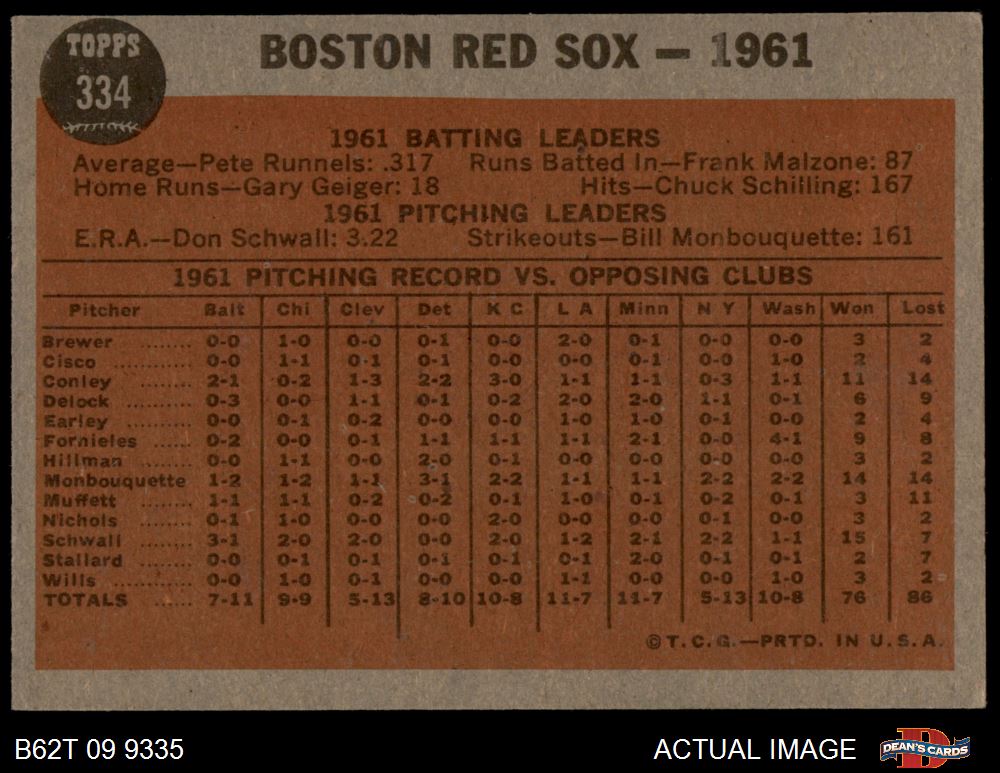 TOPPS
334
BOSTON RED SOX — 1961
1961 BATTING LEADERS
Average—Pete Runnels: .317 Runs Batted In—Frank Malzone: 87
Home Runs—Gary Geiger: 18 Hits—Chuck Schilling: 167
1961 PITCHING LEADERS
E.R.A.—Don Schwall: 3.22 Strikeouts—Bill Monbouquette: 161
1961 PITCHING RECORD VS. OPPOSING CLUBS
Pitcher Balt Chi Clev Det K C L A Minn N Y Wash Won Lost
Brewer ........ 0-0 1-0 0-0 0-1 0-0 2-0 0-1 0-0 0-0 3 2
Cisco ............ 0-0 1-1 0-1 0-1 0-0 0-0 0-1 0-0 1-0 2 4
Conley ........ 2-1 0-2 1-3 2-2 3-0 1-1 1-1 0-3 1-1 11 14
Delock .......... 0-3 0-0 1-1 0-1 0-2 2-0 2-0 1-1 0-1 6 9
Earley .......... 0-0 0-1 0-2 0-0 0-0 1-0 1-0 0-1 0-0 2 4
Fornieles ...... 0-2 0-0 0-1 1-1 1-1 1-1 2-1 0-0 4-1 9 8
Hillman ........ 0-0 1-1 0-0 2-0 0-1 0-0 0-0 0-0 0-0 3 2
Monbouquette 1-2 1-2 1-1 3-1 2-2 1-1 1-1 2-2 2-2 14 14
Muffett ........ 1-1 1-1 0-2 0-2 0-1 1-0 0-1 0-2 0-1 3 11
Nichols ........ 0-1 1-0 0-0 0-0 2-0 0-0 0-0 0-1 0-0 3 2
Schwall ........ 3-1 2-0 2-0 0-0 2-0 1-2 2-1 2-2 1-1 15 7
Stallard ........ 0-0 0-1 0-1 0-1 0-1 0-1 2-0 0-1 0-1 2 7
Wills ............ 0-0 1-0 0-1 0-0 0-0 1-1 0-0 0-0 1-0 3 2
TOTALS ...... 7-11 9-9 5-13 8-10 10-8 11-7 11-7 5-13 10-8 76 86
© T.C.G.—PRTD. IN U.S.A.
B62T 09 9335 ACTUAL IMAGE DEAN'S CARDS